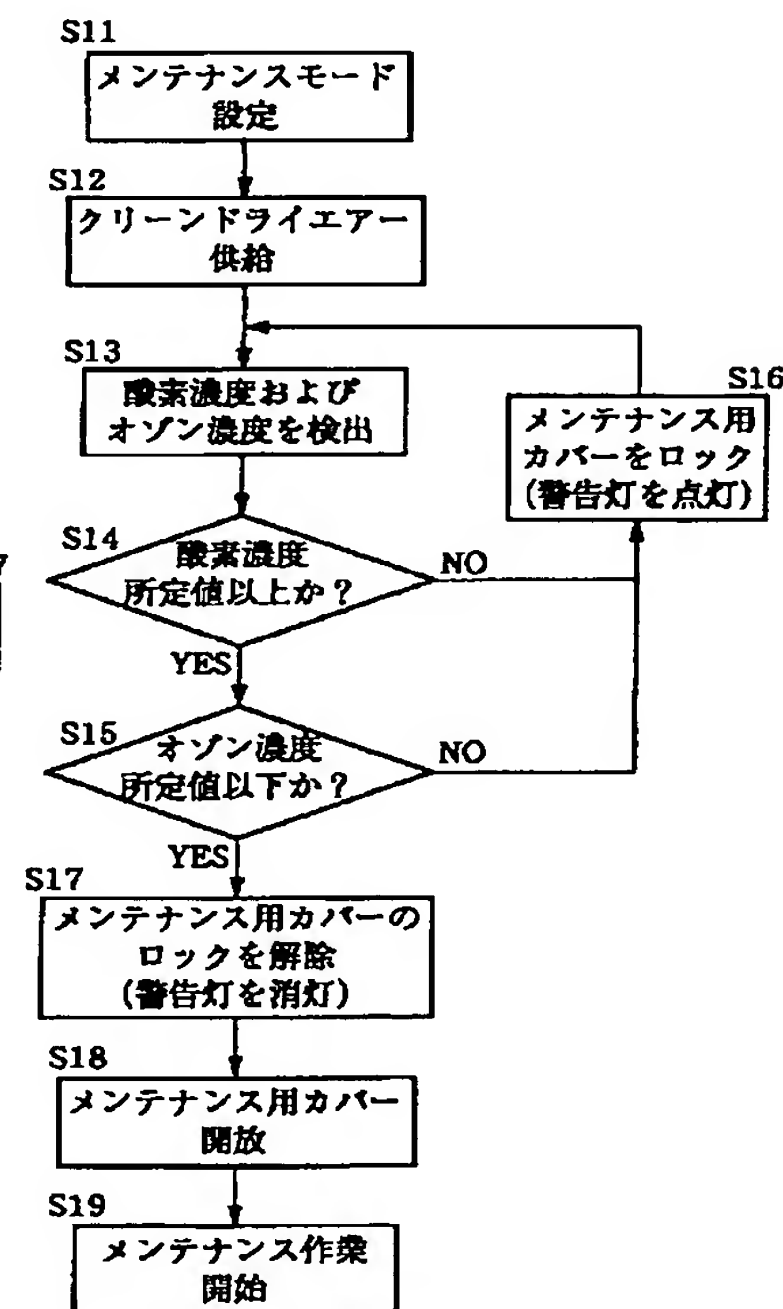 S11
メンテナンスモード
設定
S12
クリーンドライエアー
供給
S13
酸素濃度および
オゾン濃度を検出
S16
メンテナンス用
カバーをロック
(警告灯を点灯)
S14
酸素濃度
所定値以上か？
NO
YES
7
S15
オゾン濃度
所定値以下か？
NO
YES
S17
メンテナンス用カバーの
ロックを解除
(警告灯を消灯)
S18
メンテナンス用カバー
開放
S19
メンテナンス作業
開始